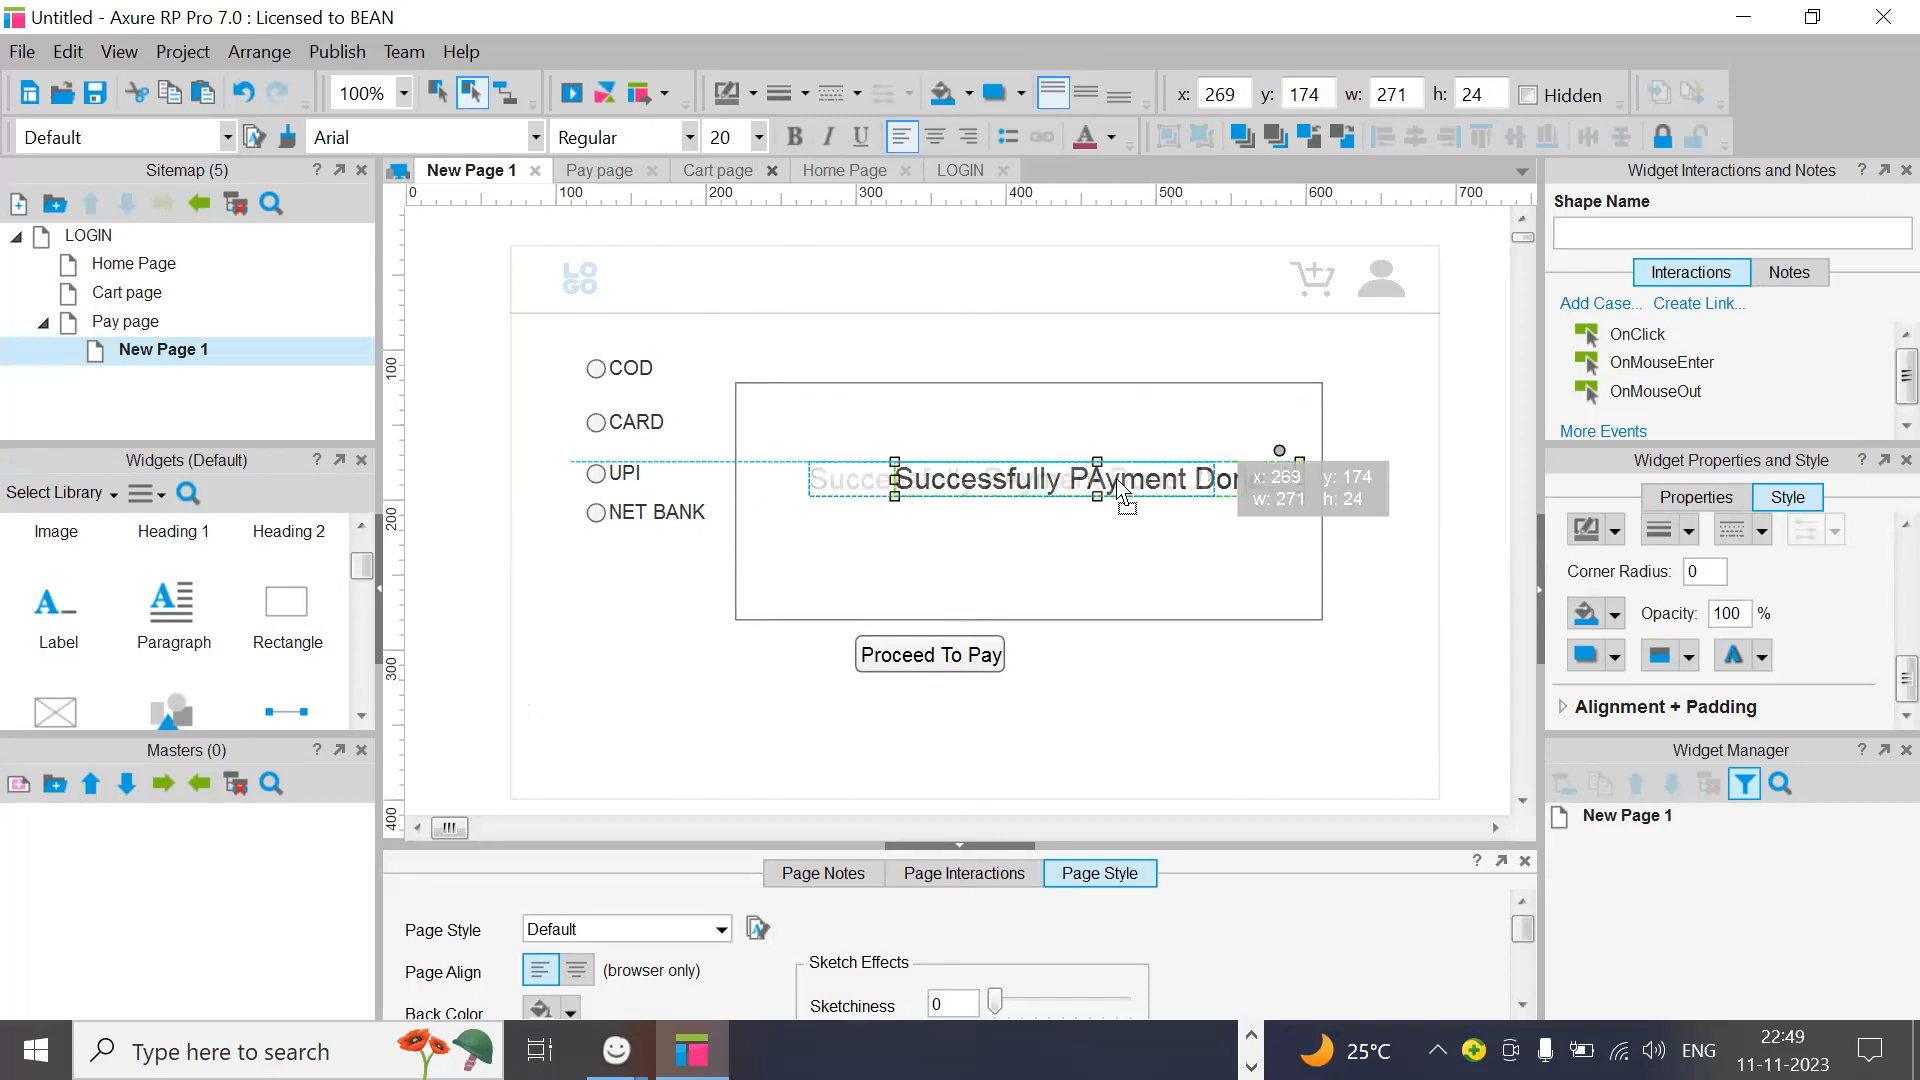 Untitled - Axure RP Pro 7.0 : Licensed to BEAN
File Edit View Project Arrange Publish Team Help
100% x: 269 y: 174 w: 271 h: 24 Hidden
Default Arial Regular 20 B I U A
Sitemap (5)
LOGIN
Home Page
Cart page
Pay page
New Page 1
Widgets (Default)
Select Library
Image Heading 1 Heading 2
Label Paragraph Rectangle
Masters (0)
New Page 1 Pay page Cart page Home Page LOGIN
0 100 200 300 400 500 600 700
100
200
300
400
LO
GO
COD
CARD
UPI
NET BANK
Successfully PAyment Don
x: 269 y: 174
w: 271 h: 24
Proceed To Pay
Page Notes Page Interactions Page Style
Page Style Default
Page Align (browser only)
Back Color
Sketch Effects
Sketchiness 0
Widget Interactions and Notes
Shape Name
Interactions Notes
Add Case... Create Link...
OnClick
OnMouseEnter
OnMouseOut
More Events
Widget Properties and Style
Properties Style
Corner Radius: 0
Opacity: 100 %
Alignment + Padding
Widget Manager
New Page 1
Type here to search
25°C
ENG
22:49
11-11-2023